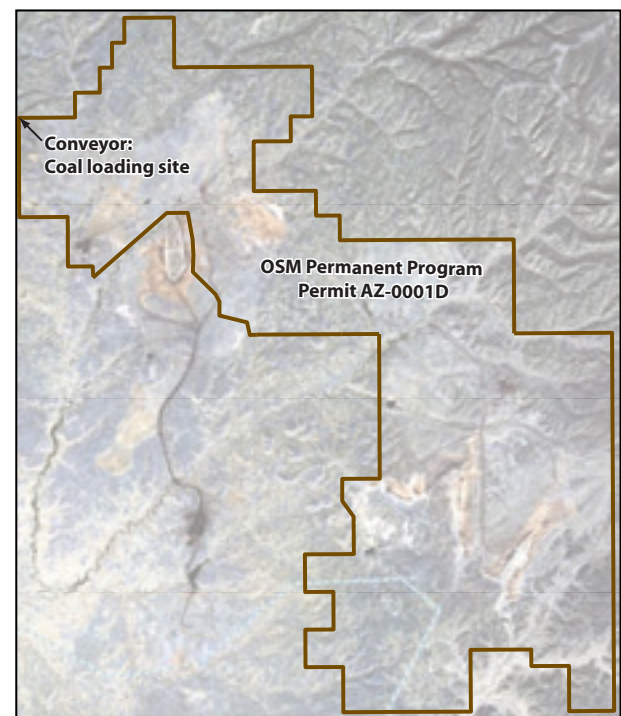 Conveyor:
Coal loading site
OSM Permanent Program
Permit AZ-0001D